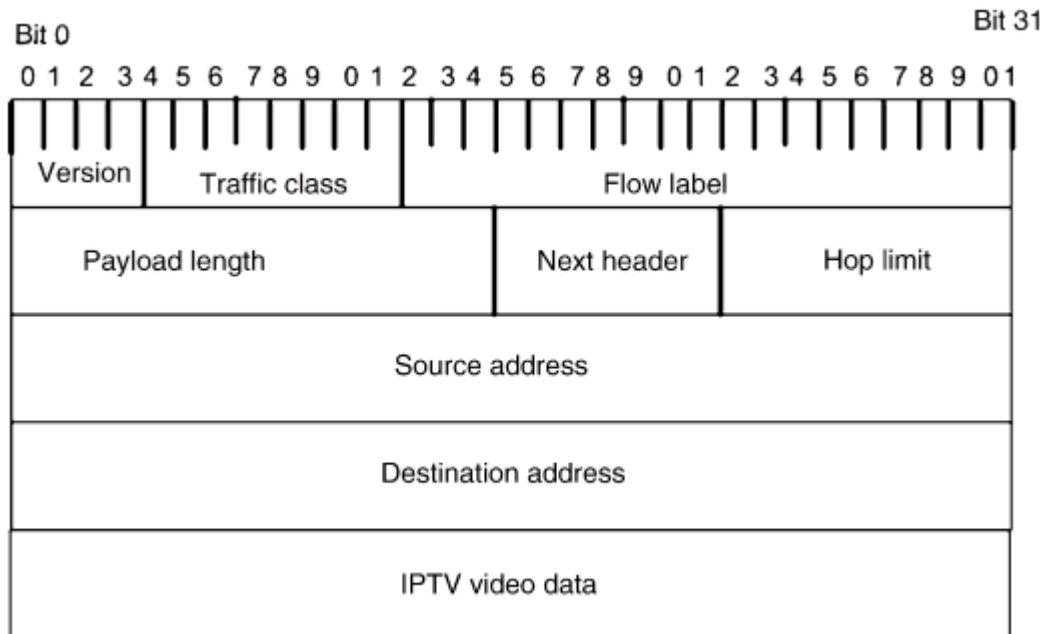 Bit 0 Bit 31
0 1 2 3 4 5 6 7 8 9 0 1 2 3 4 5 6 7 8 9 0 1 2 3 4 5 6 7 8 9 0 1
Version Traffic class Flow label
Payload length Next header Hop limit
Source address
Destination address
IPTV video data